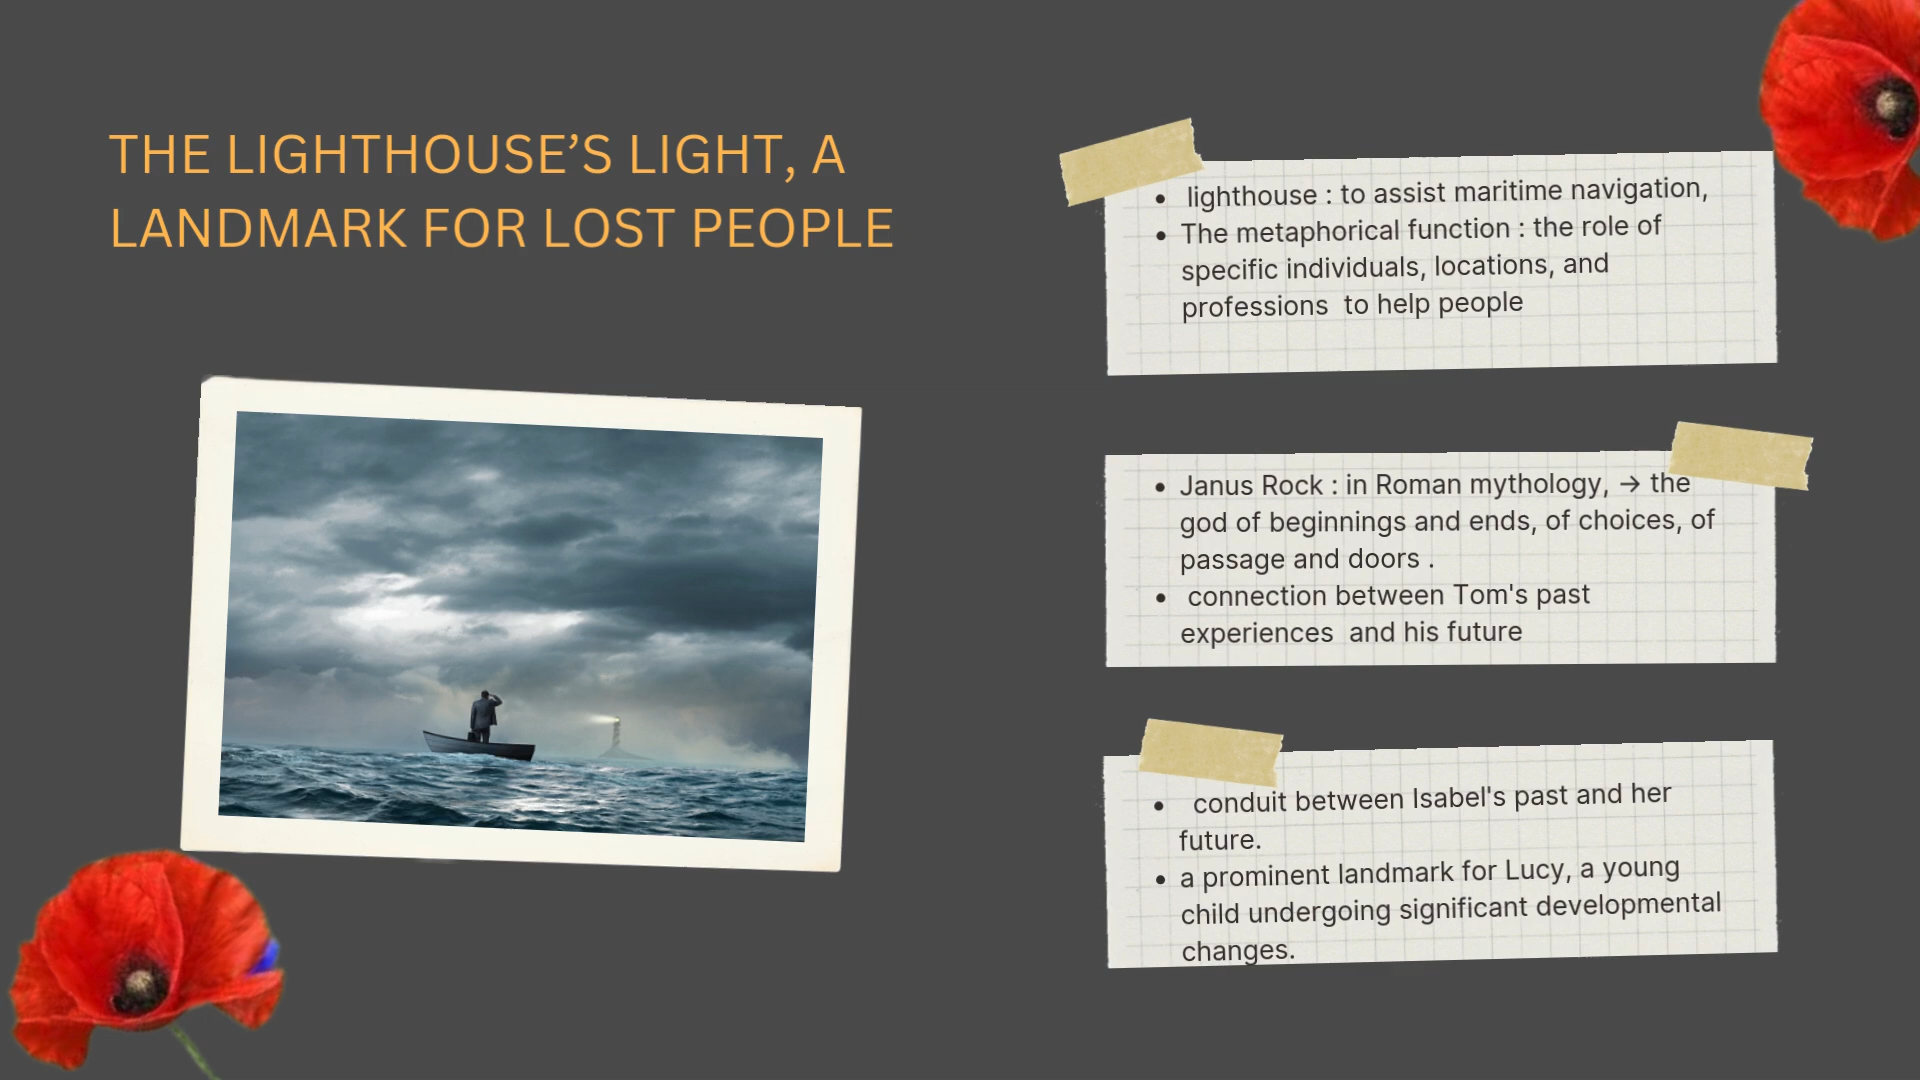 THE LIGHTHOUSE’S LIGHT, A
LANDMARK FOR LOST PEOPLE
• lighthouse : to assist maritime navigation,
• The metaphorical function : the role of
specific individuals, locations, and
professions to help people
• Janus Rock : in Roman mythology, → the
god of beginnings and ends, of choices, of
passage and doors .
• connection between Tom's past
experiences and his future
• conduit between Isabel's past and her
future.
• a prominent landmark for Lucy, a young
child undergoing significant developmental
changes.